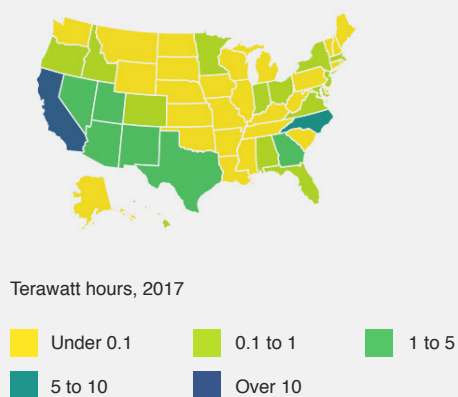 Terawatt hours, 2017
Under 0.1
0.1 to 1
1 to 5
5 to 10
Over 10